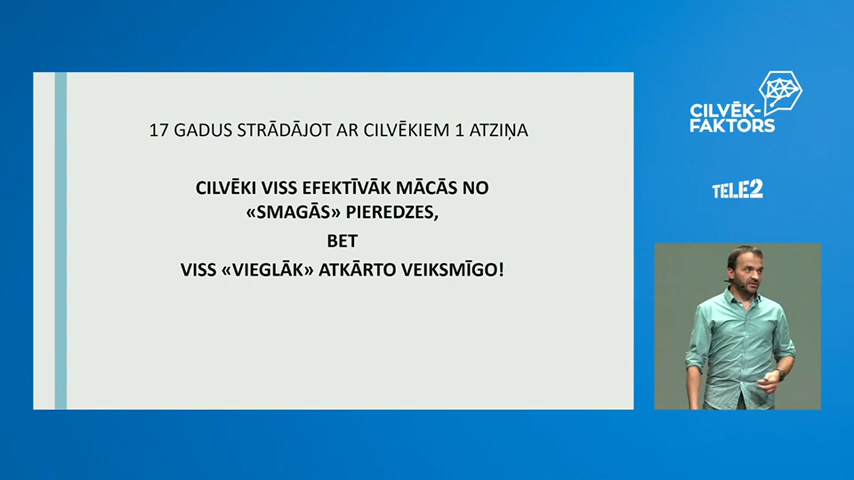 17 GADUS STRĀDĀJOT AR CILVĒKIEM 1 ATZIŅA
CILVĒKI VISS EFEKTĪVĀK MĀCĀS NO
«SMAGĀS» PIEREDZES,
BET
VISS «VIEGLĀK» ATKĀRTO VEIKSMĪGO!
CILVĒK-
FAKTORS
TELE2